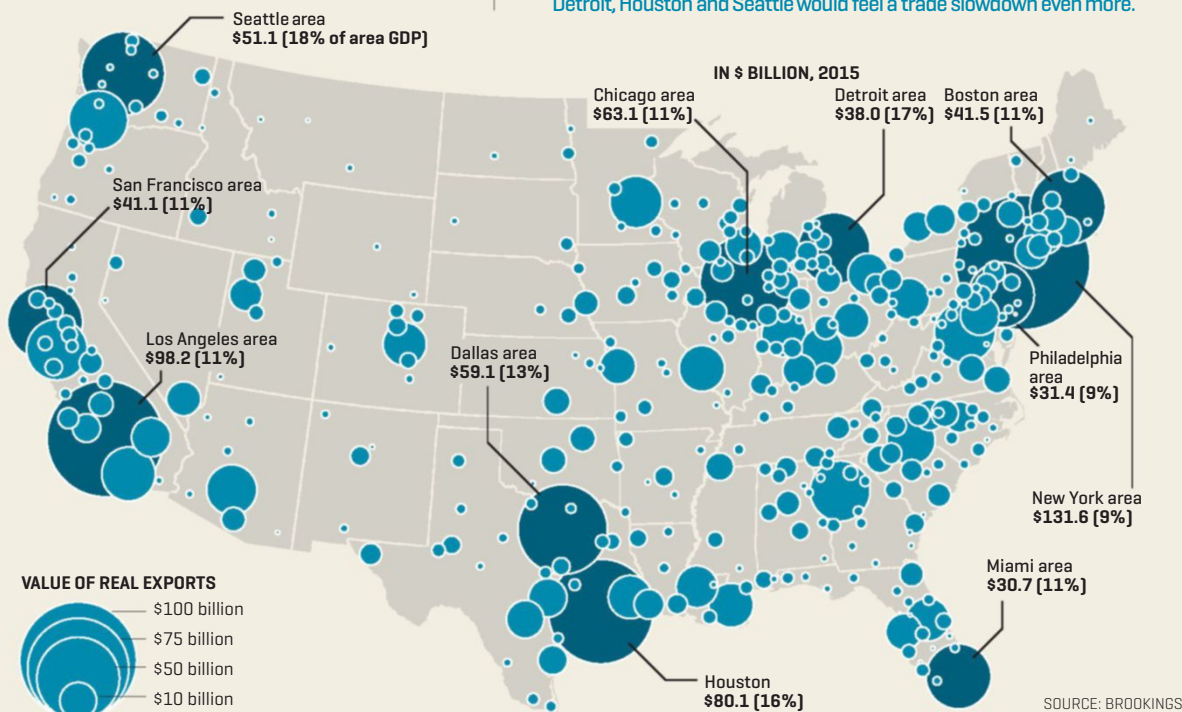 Detroit, Houston and Seattle would feel a trade slowdown even more.
Seattle area
$51.1 (18% of area GDP)
IN $ BILLION, 2015
Chicago area
$63.1 (11%)
Detroit area
$38.0 (17%)
Boston area
$41.5 (11%)
San Francisco area
$41.1 (11%)
Los Angeles area
$98.2 (11%)
Dallas area
$59.1 (13%)
Philadelphia
area
$31.4 (9%)
New York area
$131.6 (9%)
Miami area
$30.7 (11%)
Houston
$80.1 (16%)
VALUE OF REAL EXPORTS
$100 billion
$75 billion
$50 billion
$10 billion
SOURCE: BROOKINGS